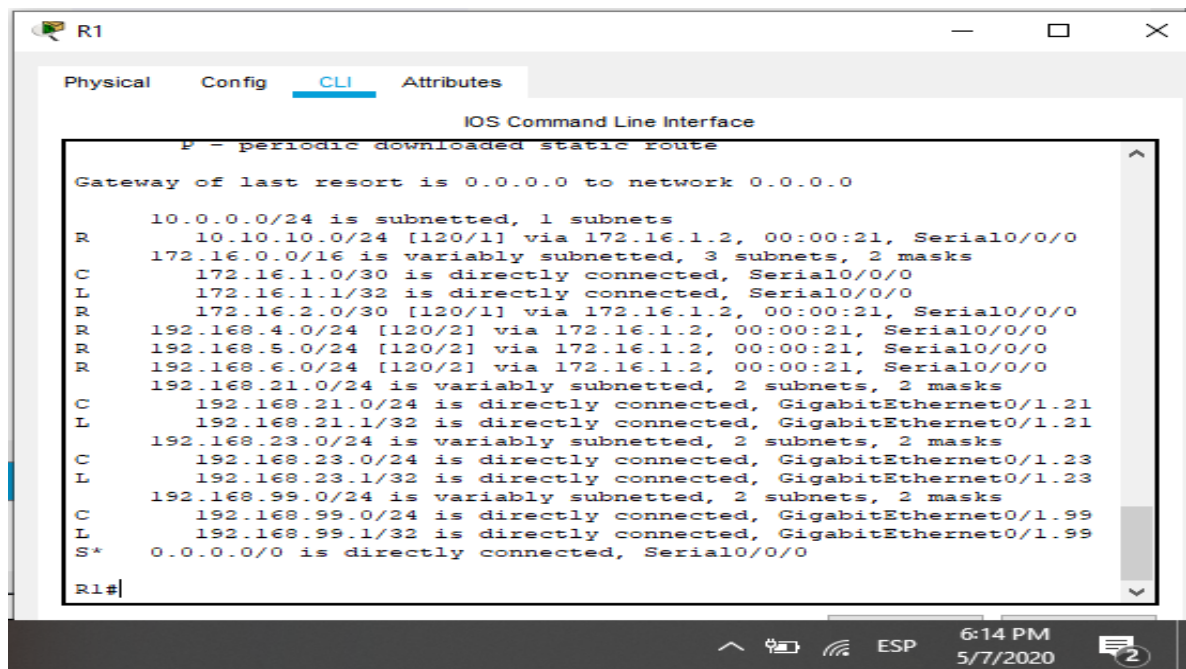 R1
Physical Config CLI Attributes
IOS Command Line Interface
P - periodic downloaded static route
Gateway of last resort is 0.0.0.0 to network 0.0.0.0
10.0.0.0/24 is subnetted, 1 subnets
R 10.10.10.0/24 [120/1] via 172.16.1.2, 00:00:21, Serial0/0/0
172.16.0.0/16 is variably subnetted, 3 subnets, 2 masks
C 172.16.1.0/30 is directly connected, Serial0/0/0
L 172.16.1.1/32 is directly connected, Serial0/0/0
R 172.16.2.0/30 [120/1] via 172.16.1.2, 00:00:21, Serial0/0/0
R 192.168.4.0/24 [120/2] via 172.16.1.2, 00:00:21, Serial0/0/0
R 192.168.5.0/24 [120/2] via 172.16.1.2, 00:00:21, Serial0/0/0
R 192.168.6.0/24 [120/2] via 172.16.1.2, 00:00:21, Serial0/0/0
192.168.21.0/24 is variably subnetted, 2 subnets, 2 masks
C 192.168.21.0/24 is directly connected, GigabitEthernet0/1.21
L 192.168.21.1/32 is directly connected, GigabitEthernet0/1.21
192.168.23.0/24 is variably subnetted, 2 subnets, 2 masks
C 192.168.23.0/24 is directly connected, GigabitEthernet0/1.23
L 192.168.23.1/32 is directly connected, GigabitEthernet0/1.23
192.168.99.0/24 is variably subnetted, 2 subnets, 2 masks
C 192.168.99.0/24 is directly connected, GigabitEthernet0/1.99
L 192.168.99.1/32 is directly connected, GigabitEthernet0/1.99
S* 0.0.0.0/0 is directly connected, Serial0/0/0
R1#
ESP
6:14 PM
5/7/2020
2